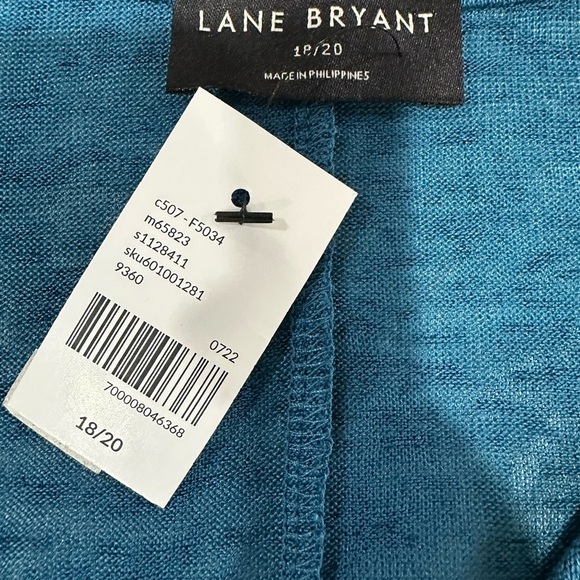 LANE BRYANT
18/20
MADE IN PHILIPPINES
c507 - F5034
m65823
s1128411
sku601001281
9360
0722
700008046368
18/20